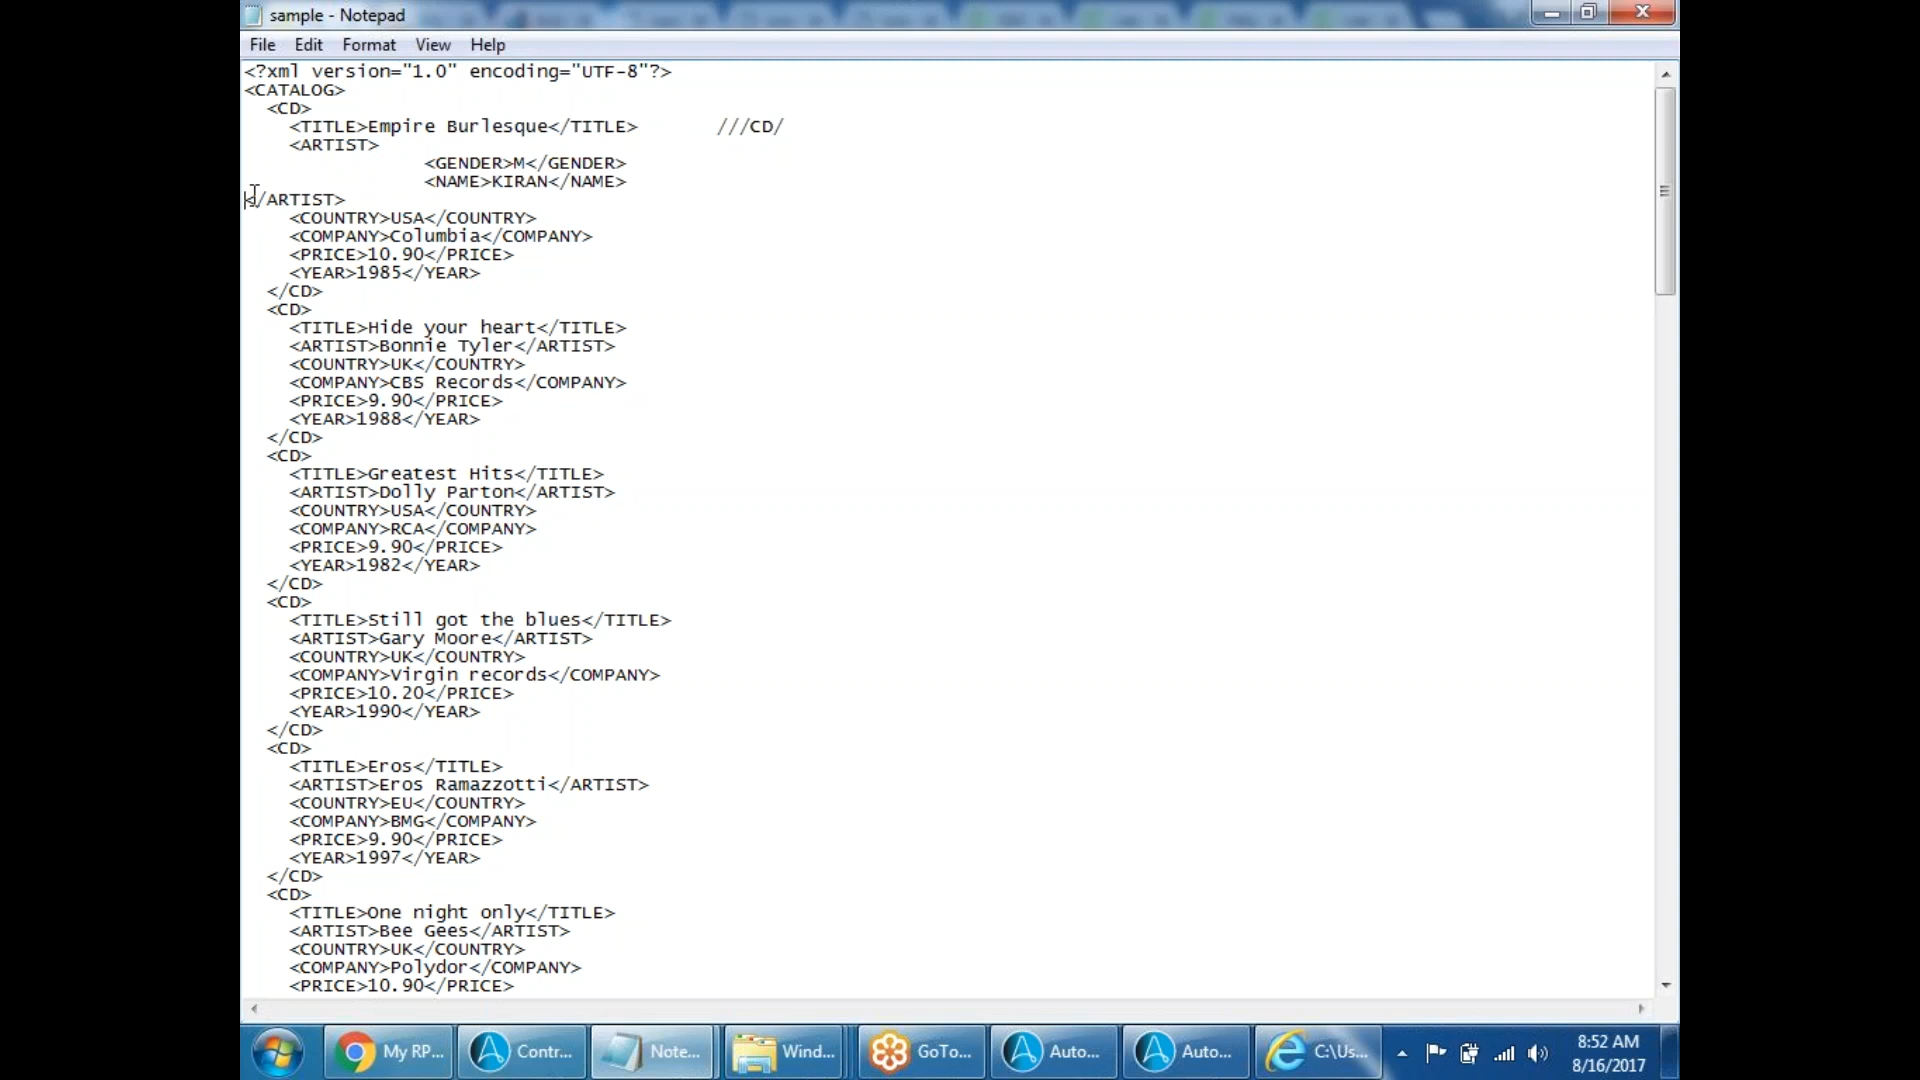 sample - Notepad
File Edit Format View Help
<?xml version="1.0" encoding="UTF-8"?>
<CATALOG>
<CD>
<TITLE>Empire Burlesque</TITLE> ///CD/
<ARTIST>
<GENDER>M</GENDER>
<NAME>KIRAN</NAME>
</ARTIST>
<COUNTRY>USA</COUNTRY>
<COMPANY>Columbia</COMPANY>
<PRICE>10.90</PRICE>
<YEAR>1985</YEAR>
</CD>
<CD>
<TITLE>Hide your heart</TITLE>
<ARTIST>Bonnie Tyler</ARTIST>
<COUNTRY>UK</COUNTRY>
<COMPANY>CBS Records</COMPANY>
<PRICE>9.90</PRICE>
<YEAR>1988</YEAR>
</CD>
<CD>
<TITLE>Greatest Hits</TITLE>
<ARTIST>Dolly Parton</ARTIST>
<COUNTRY>USA</COUNTRY>
<COMPANY>RCA</COMPANY>
<PRICE>9.90</PRICE>
<YEAR>1982</YEAR>
</CD>
<CD>
<TITLE>Still got the blues</TITLE>
<ARTIST>Gary Moore</ARTIST>
<COUNTRY>UK</COUNTRY>
<COMPANY>Virgin records</COMPANY>
<PRICE>10.20</PRICE>
<YEAR>1990</YEAR>
</CD>
<CD>
<TITLE>Eros</TITLE>
<ARTIST>Eros Ramazzotti</ARTIST>
<COUNTRY>EU</COUNTRY>
<COMPANY>BMG</COMPANY>
<PRICE>9.90</PRICE>
<YEAR>1997</YEAR>
</CD>
<CD>
<TITLE>One night only</TITLE>
<ARTIST>Bee Gees</ARTIST>
<COUNTRY>UK</COUNTRY>
<COMPANY>Polydor</COMPANY>
<PRICE>10.90</PRICE>
My RP... Contr... Note... Wind... GoTo... Auto... Auto... C:\Us... 8:52 AM
8/16/2017